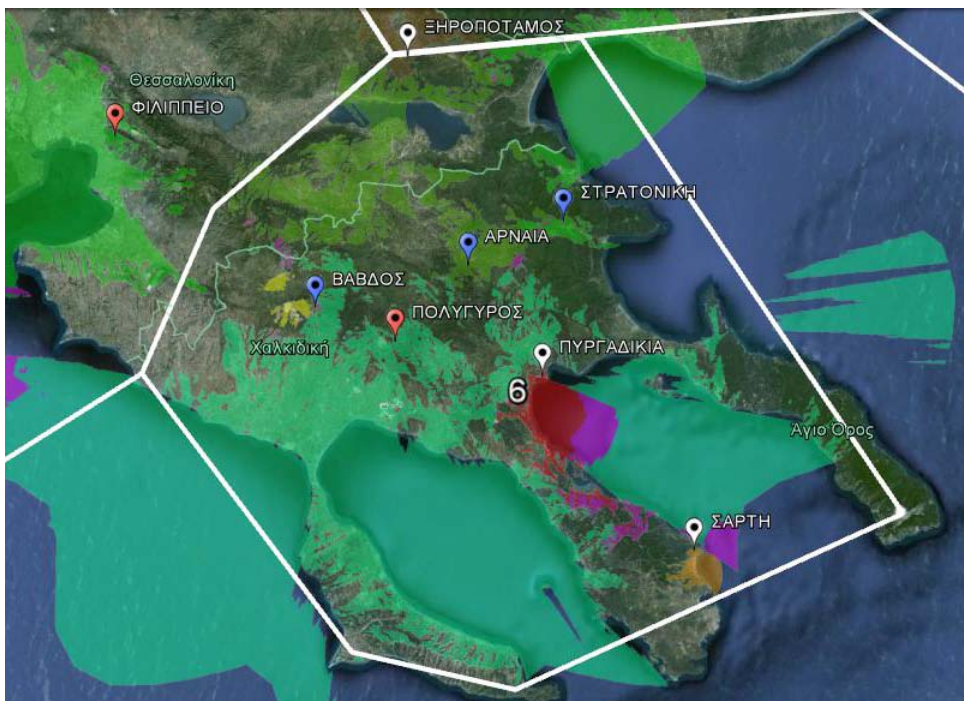 ΞΗΡΟΠΟΤΑΜΟΣ
Θεσσαλονίκη
ΦΙΛΙΠΠΕΙΟ
ΣΤΡΑΤΟΝΙΚΗ
ΑΡΝΑΙΑ
ΒΑΒΔΟΣ
ΠΟΛΥΓΥΡΟΣ
Χαλκιδική
ΠΥΡΓΑΔΙΚΙΑ
6
Άγιο Όρος
ΣΑΡΤΗ